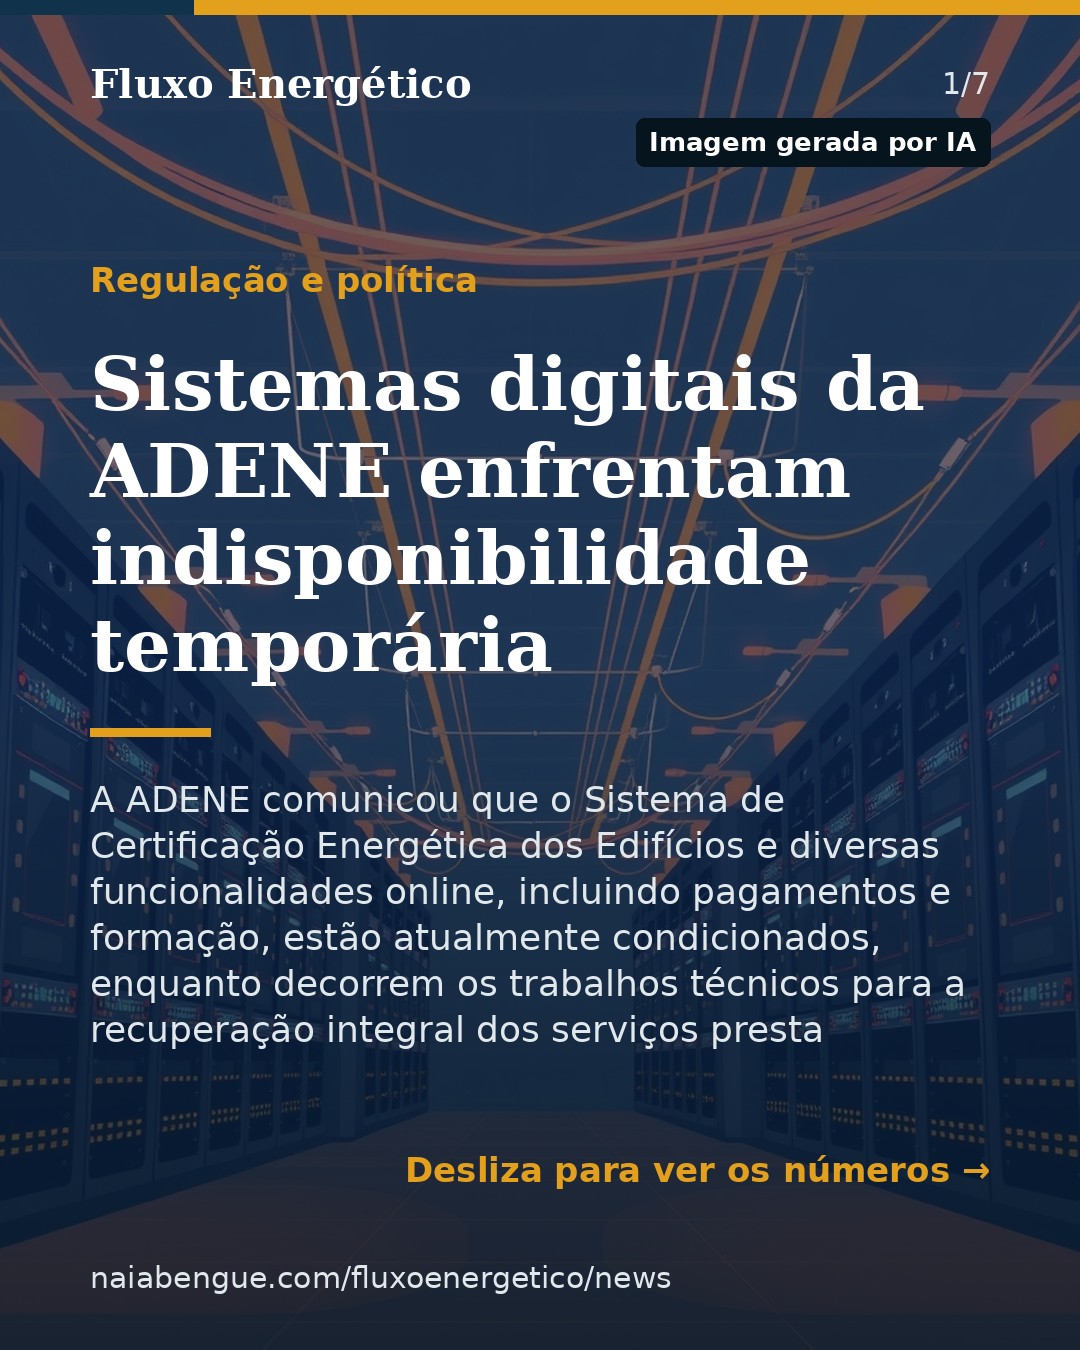 Fluxo Energético
1/7
Imagem gerada por IA
Regulação e política
Sistemas digitais da
ADENE enfrentam
indisponibilidade
temporária
A ADENE comunicou que o Sistema de
Certificação Energética dos Edifícios e diversas
funcionalidades online, incluindo pagamentos e
formação, estão atualmente condicionados,
enquanto decorrem os trabalhos técnicos para a
recuperação integral dos serviços presta
Desliza para ver os números →
naiabengue.com/fluxoenergetico/news